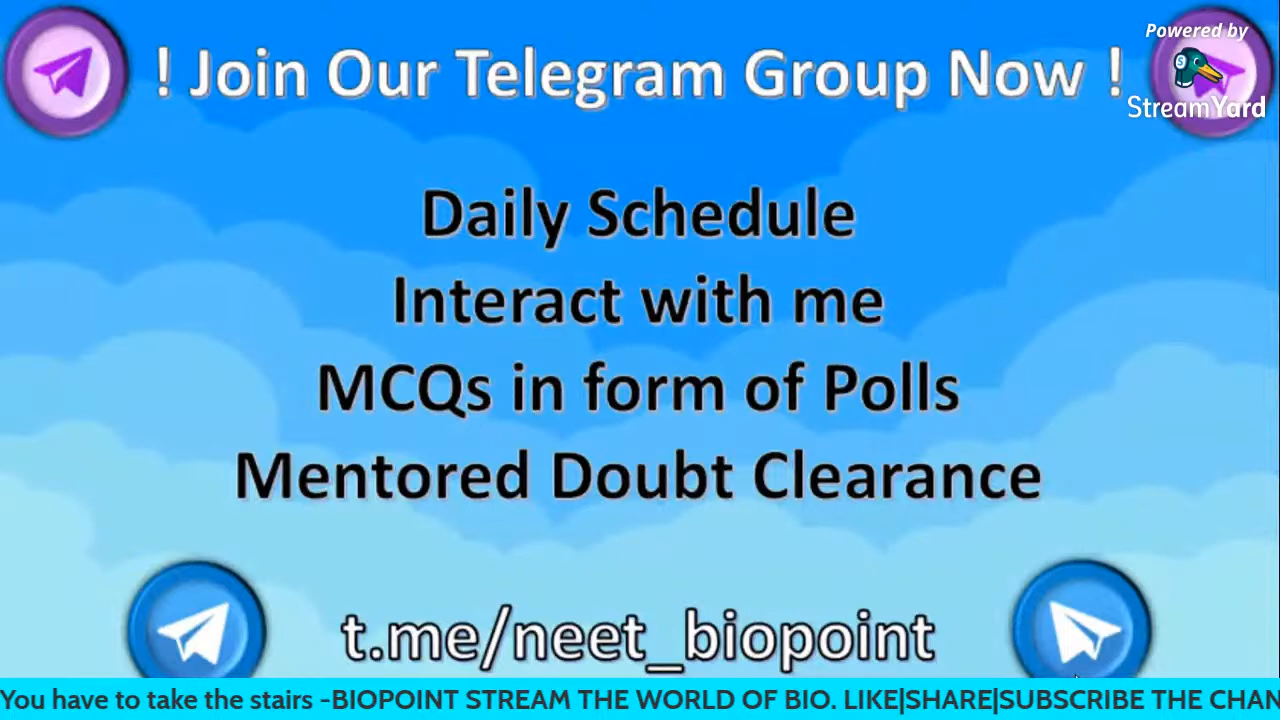 Powered by
! Join Our Telegram Group Now !
StreamYard
Daily Schedule
Interact with me
MCQs in form of Polls
Mentored Doubt Clearance
t.me/neet_biopoint
You have to take the stairs -BIOPOINT STREAM THE WORLD OF BIO. LIKE|SHARE|SUBSCRIBE THE CHAN